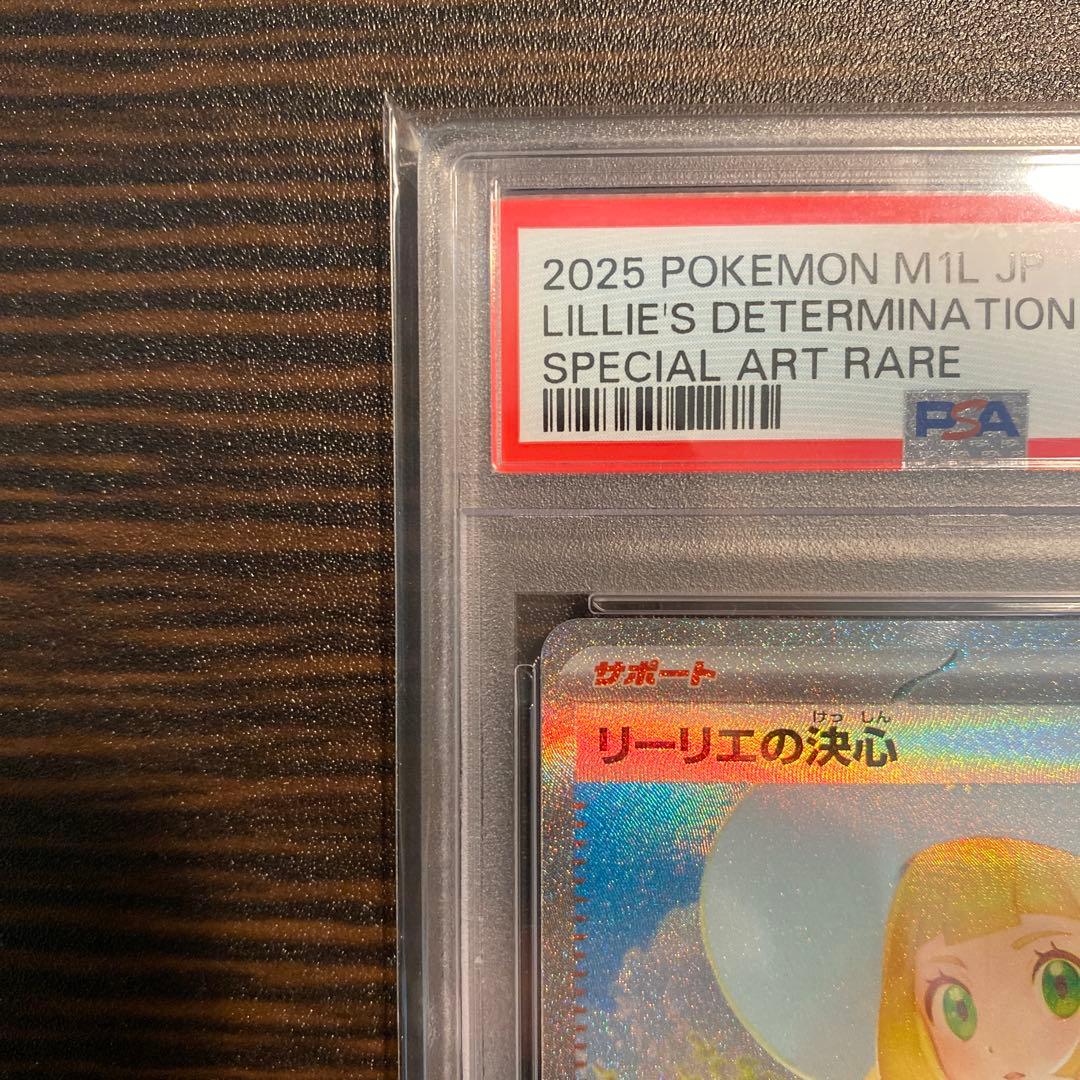 2025 POKEMON M1L JP
LILLIE'S DETERMINATION
SPECIAL ART RARE
PSA
サポート
けっ しん
リーリエの決心